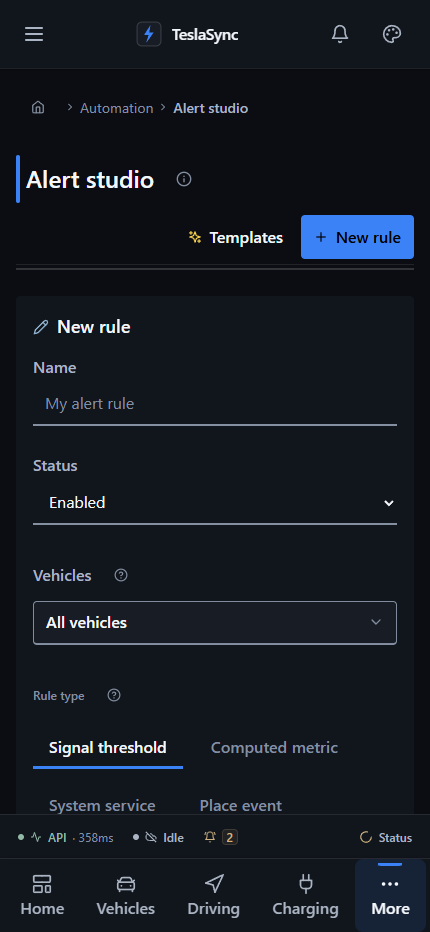 TeslaSync
Automation Alert studio
Alert studio
Templates New rule
New rule
Name
My alert rule
Status
Enabled
Vehicles
All vehicles
Rule type
Signal threshold Computed metric
System service Place event
API · 358ms Idle 2 Status
Home Vehicles Driving Charging More